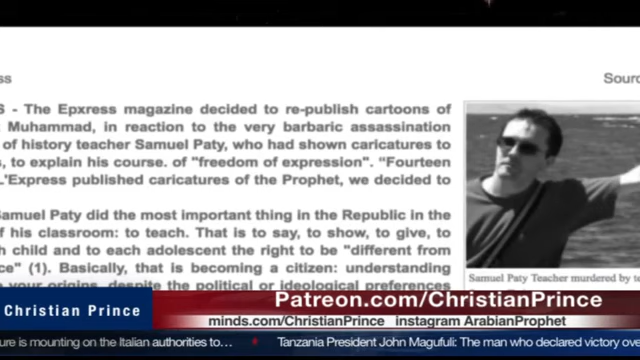 ss
Sourc
S - The Epxress magazine decided to re-publish cartoons of
t Muhammad, in reaction to the very barbaric assassination
of history teacher Samuel Paty, who had shown caricatures to
s, to explain his course. of "freedom of expression". “Fourteen
L'Express published caricatures of the Prophet, we decided to
Samuel Paty did the most important thing in the Republic in the
f his classroom: to teach. That is to say, to show, to give, to
h child and to each adolescent the right to be "different from
ce" (1). Basically, that is becoming a citizen: understanding
your origins, despite the political or ideological preferences
Samuel Paty Teacher murdered by te
Christian Prince
Patreon.com/ChristianPrince
minds.com/ChristianPrince instagram ArabianProphet
ure is mounting on the Italian authorities to… * Tanzania President John Magufuli: The man who declared victory ove